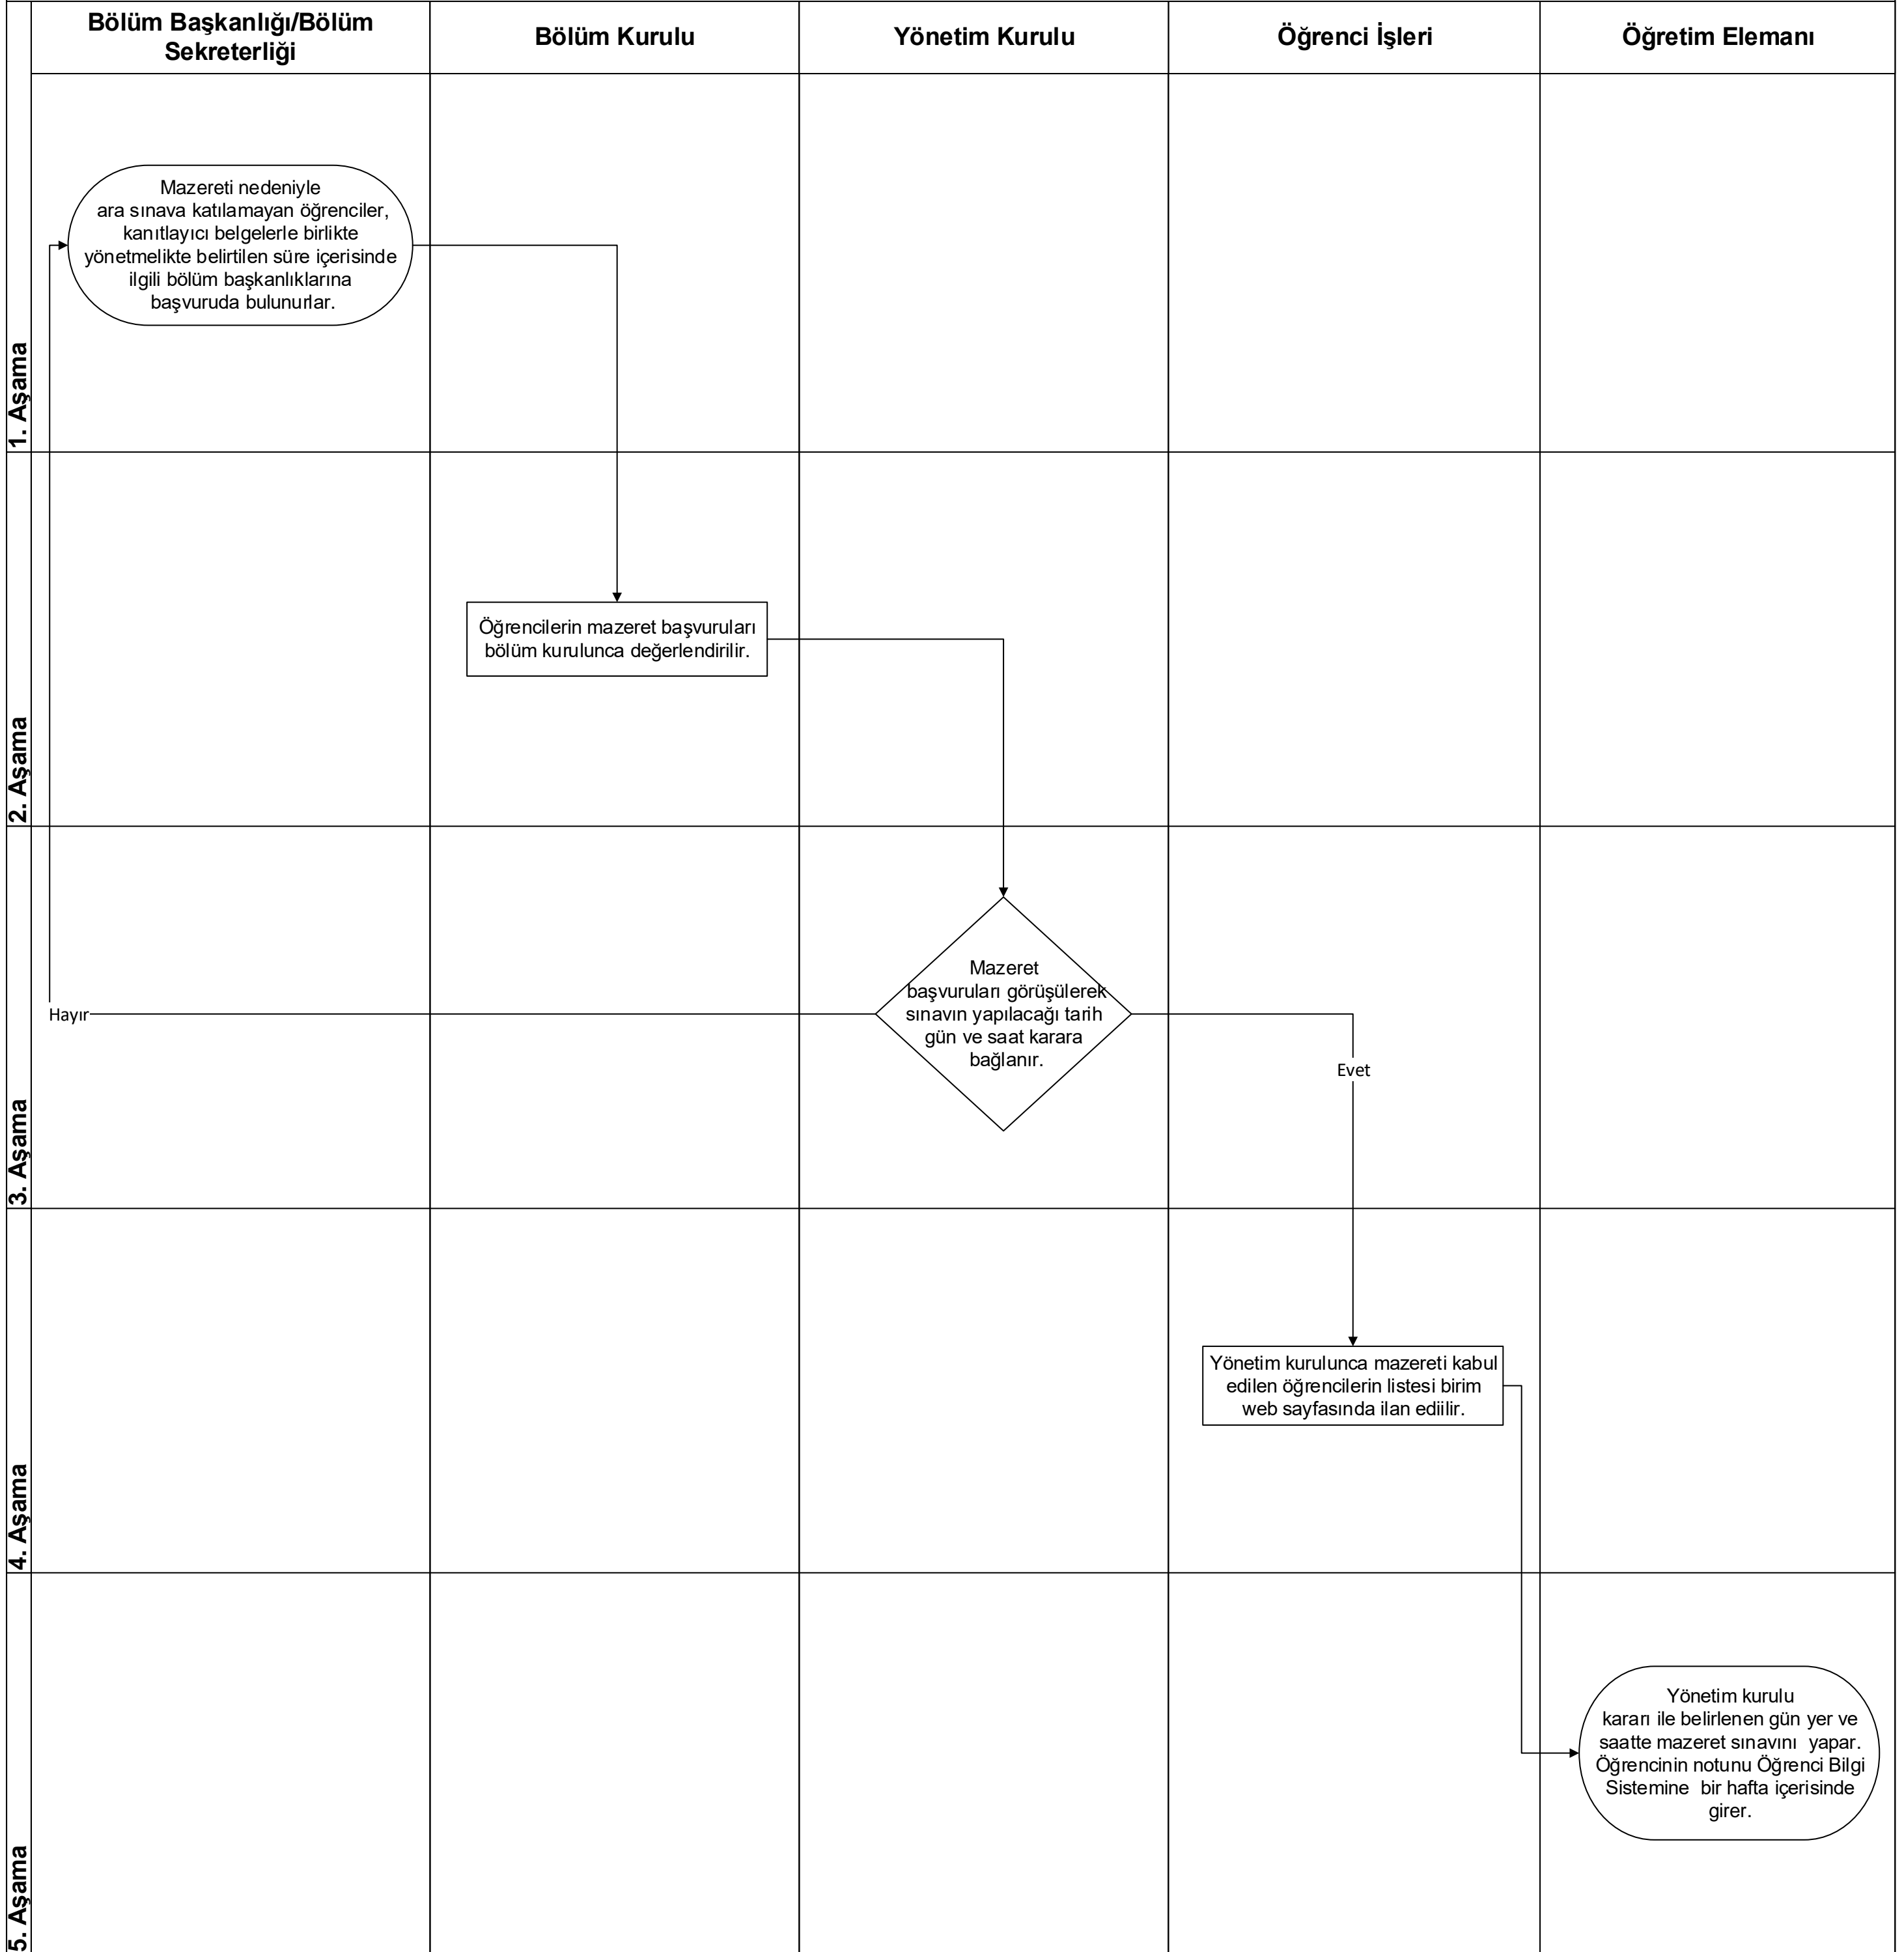 Bölüm Başkanlığı/Bölüm
Sekreterliği
Bölüm Kurulu
Yönetim Kurulu
Öğrenci İşleri
Öğretim Elemanı
1. Aşama
Mazereti nedeniyle
ara sınava katılamayan öğrenciler,
kanıtlayıcı belgelerle birlikte
yönetmelikte belirtilen süre içerisinde
ilgili bölüm başkanlıklarına
başvuruda bulunurlar.
2. Aşama
Öğrencilerin mazeret başvuruları
bölüm kurulunca değerlendirilir.
3. Aşama
Mazeret
başvuruları görüşülerek
sınavın yapılacağı tarih
gün ve saat karara
bağlanır.
Hayır
Evet
4. Aşama
Yönetim kurulunca mazereti kabul
edilen öğrencilerin listesi birim
web sayfasında ilan ediilir.
5. Aşama
Yönetim kurulu
kararı ile belirlenen gün yer ve
saatte mazeret sınavını  yapar.
Öğrencinin notunu Öğrenci Bilgi
Sistemine  bir hafta içerisinde
girer.